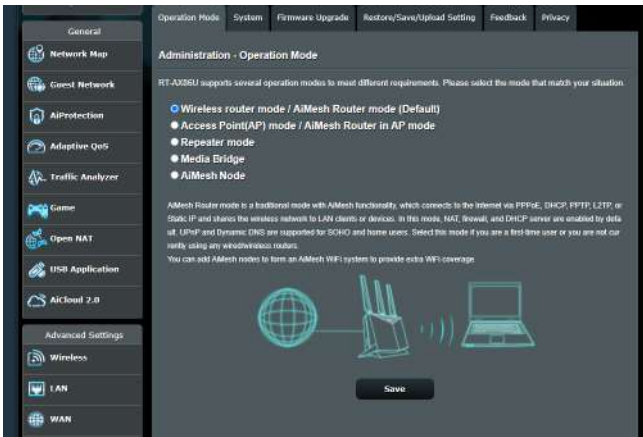 Operation Mode System Firmware Upgrade Restore/Save/Upload Setting Feedback Privacy
General
Network Map
Guest Network
AiProtection
Adaptive QoS
Traffic Analyzer
Game
Open NAT
USB Application
AiCloud 2.0
Advanced Settings
Wireless
LAN
WAN
Administration - Operation Mode
RT-AX86U supports several operation modes to meet different requirements. Please select the mode that match your situation.
Wireless router mode / AiMesh Router mode (Default)
Access Point(AP) mode / AiMesh Router in AP mode
Repeater mode
Media Bridge
AiMesh Node
AiMesh Router mode is a traditional mode with AiMesh functionality, which connects to the Internet via PPPoE, DHCP, PPTP, L2TP, or
Static IP and shares the wireless network to LAN clients or devices. In this mode, NAT, firewall, and DHCP server are enabled by defa
ult. UPnP and Dynamic DNS are supported for SOHO and home users. Select this mode if you are a first-time user or you are not cur
rently using any wired/wireless routers.
You can add AiMesh nodes to form an AiMesh WiFi system to provide extra WiFi coverage
Save